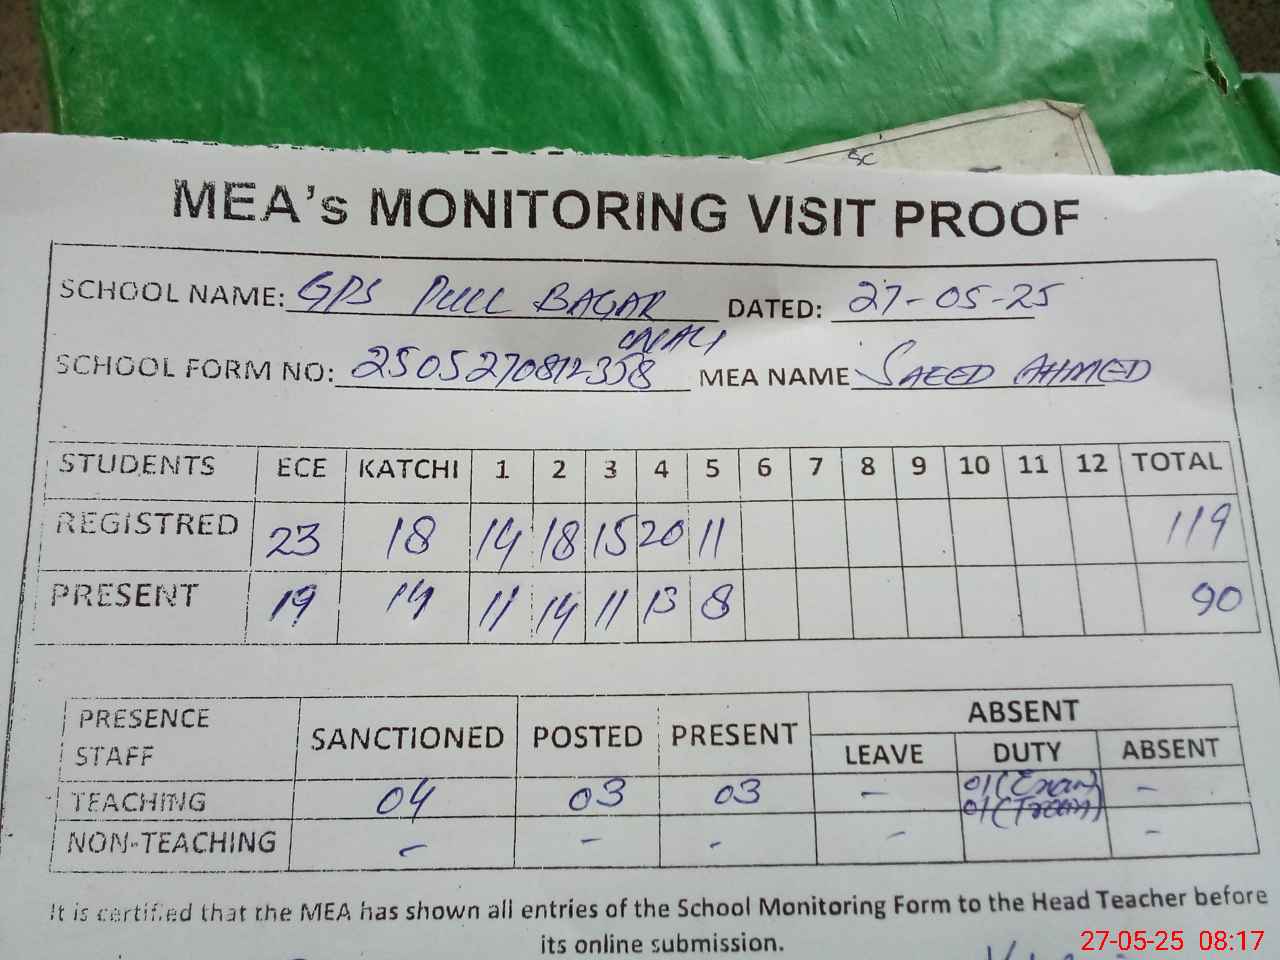 SC
MEA's MONITORING VISIT PROOF
SCHOOL NAME: GPS PULL BAGAR DATED: 27-05-25
SCHOOL FORM NO: 2505270812358 MEA NAME SAEED AHMED
STUDENTS ECE KATCHI 1 2 3 4 5 6 7 8 9 10 11 12 TOTAL
REGISTRED 23 18 14 18 15 20 11 119
PRESENT 19 14 11 14 11 13 8 90
PRESENCE STAFF SANCTIONED POSTED PRESENT ABSENT
LEAVE DUTY ABSENT
TEACHING 04 03 03 - 01(Exam) -
01(Train)
NON-TEACHING - - - - -
It is certified that the MEA has shown all entries of the School Monitoring Form to the Head Teacher before
its online submission.
27-05-25 08:17